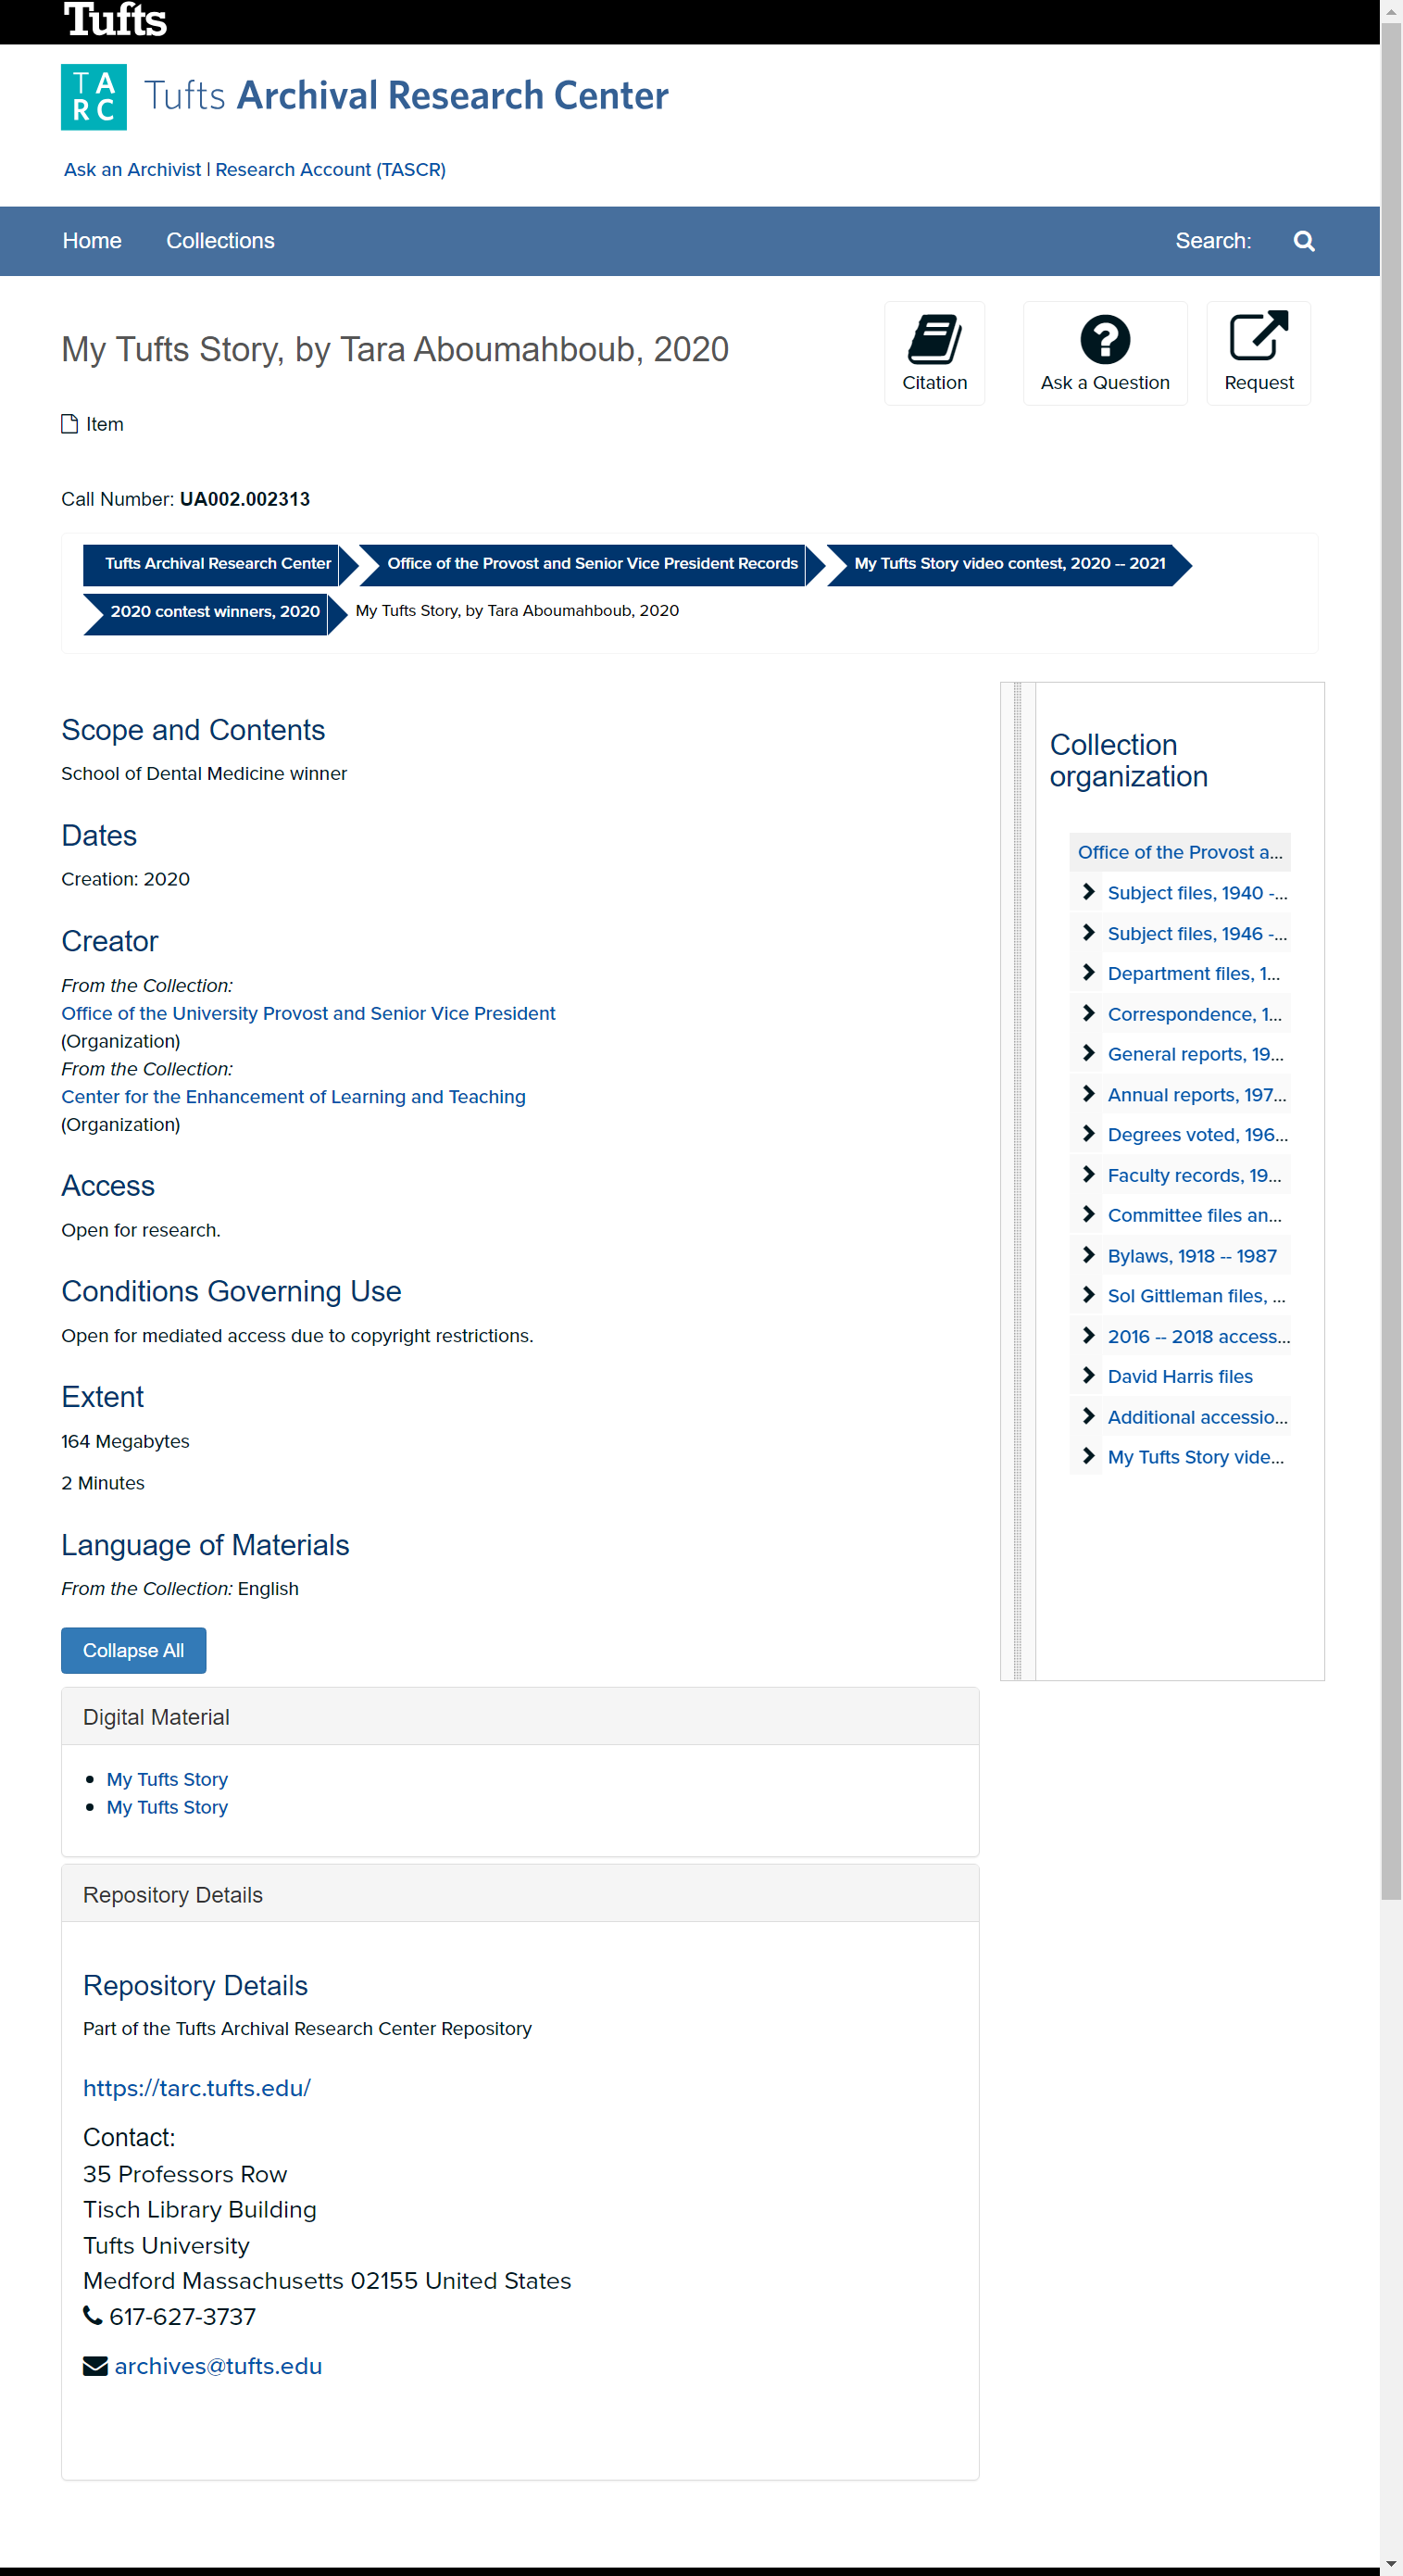 Tufts
TARC Tufts Archival Research Center
Ask an Archivist | Research Account (TASCR)
Home Collections Search:
My Tufts Story, by Tara Aboumahboub, 2020
Citation Ask a Question Request
Item
Call Number: UA002.002313
Tufts Archival Research Center Office of the Provost and Senior Vice President Records My Tufts Story video contest, 2020 -- 2021
2020 contest winners, 2020 My Tufts Story, by Tara Aboumahboub, 2020
Scope and Contents
School of Dental Medicine winner
Dates
Creation: 2020
Creator
From the Collection:
Office of the University Provost and Senior Vice President
(Organization)
From the Collection:
Center for the Enhancement of Learning and Teaching
(Organization)
Access
Open for research.
Conditions Governing Use
Open for mediated access due to copyright restrictions.
Extent
164 Megabytes
2 Minutes
Language of Materials
From the Collection: English
Collapse All
Digital Material
My Tufts Story
My Tufts Story
Repository Details
Repository Details
Part of the Tufts Archival Research Center Repository
https://tarc.tufts.edu/
Contact:
35 Professors Row
Tisch Library Building
Tufts University
Medford Massachusetts 02155 United States
617-627-3737
archives@tufts.edu
Collection
organization
Office of the Provost a...
Subject files, 1940 -...
Subject files, 1946 -...
Department files, 1...
Correspondence, 1...
General reports, 19...
Annual reports, 197...
Degrees voted, 196...
Faculty records, 19...
Committee files an...
Bylaws, 1918 -- 1987
Sol Gittleman files, ...
2016 -- 2018 access...
David Harris files
Additional accessio...
My Tufts Story vide...